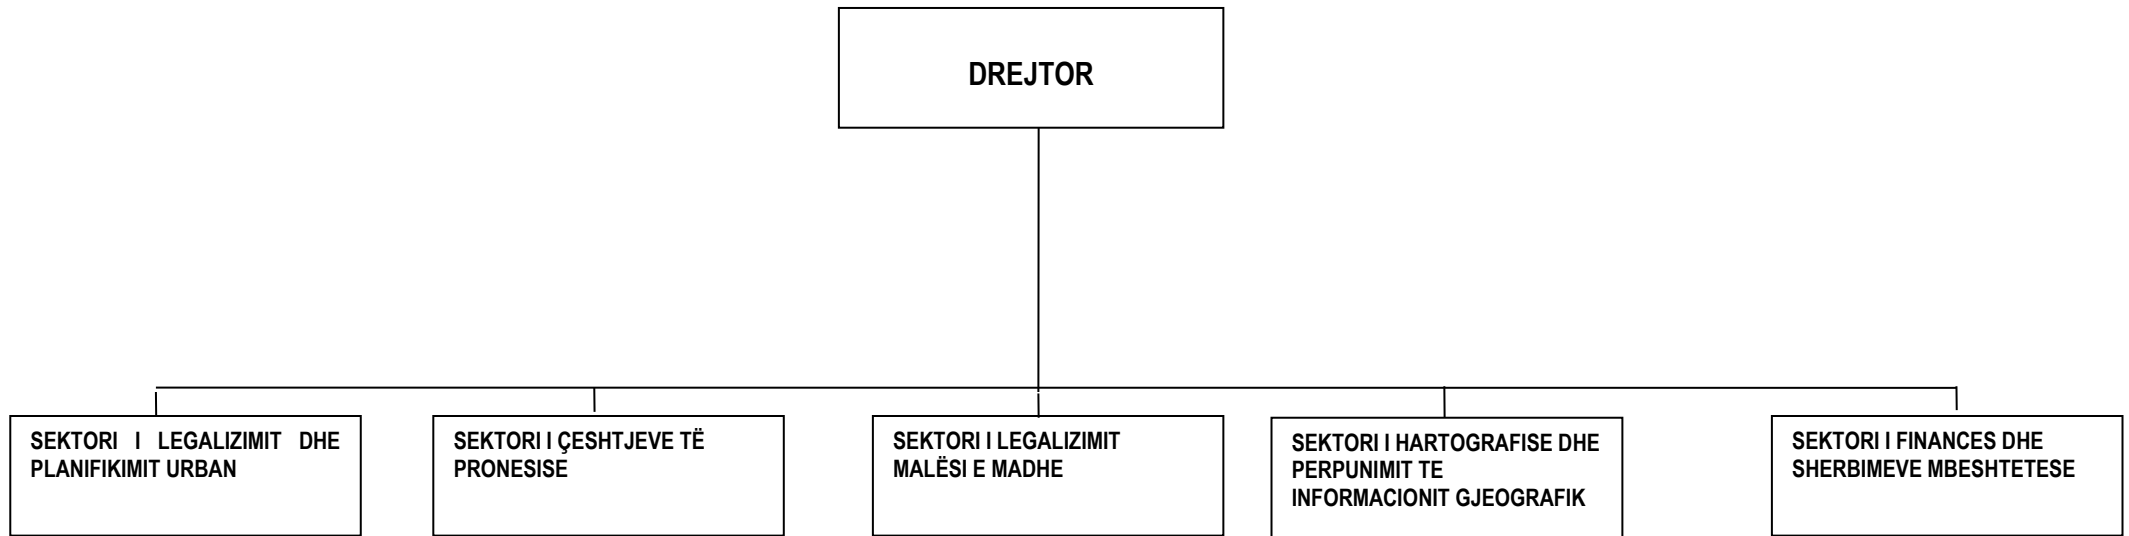 DREJTOR
SEKTORI I LEGALIZIMIT DHE
PLANIFIKIMIT URBAN
SEKTORI I ÇESHTJEVE TË
PRONESISE
SEKTORI I LEGALIZIMIT
MALËSI E MADHE
SEKTORI I HARTOGRAFISE DHE
PERPUNIMIT TE
INFORMACIONIT GJEOGRAFIK
SEKTORI I FINANCES DHE
SHERBIMEVE MBESHTETESE